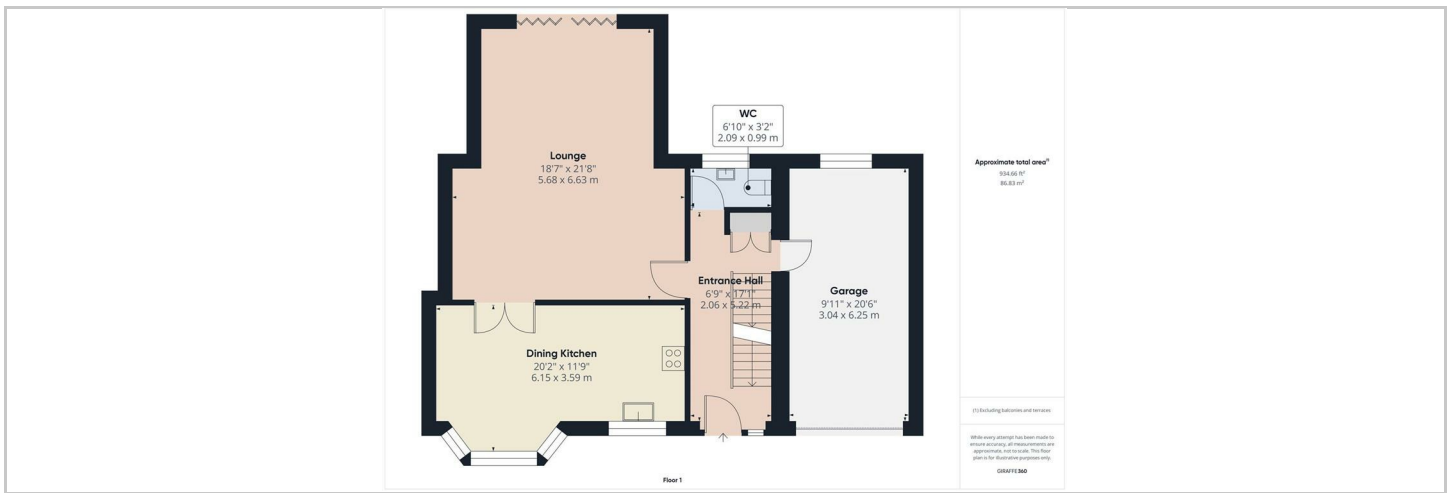 WC
6'10" x 3'2"
2.09 x 0.99 m
Lounge
18'7" x 21'8"
5.68 x 6.63 m
Entrance Hall
6'9" x 17'1"
2.06 x 5.22 m
Garage
9'11" x 20'6"
3.04 x 6.25 m
Dining Kitchen
20'2" x 11'9"
6.15 x 3.59 m
Floor 1
Approximate total area⁽¹⁾
934.66 ft²
86.83 m²
(1) Excluding balconies and terraces
While every attempt has been made to
ensure accuracy, all measurements are
approximate, not to scale. This floor
plan is for illustrative purposes only.
GIRAFFE360